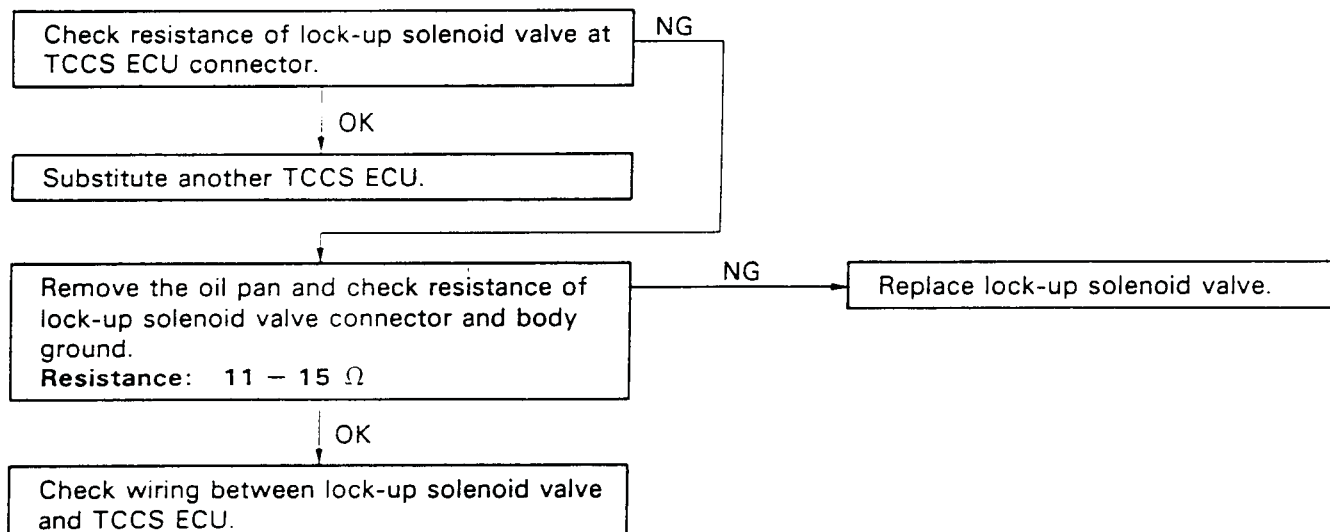 Check resistance of lock-up solenoid valve at
TCCS ECU connector.
NG
OK
Substitute another TCCS ECU.
Remove the oil pan and check resistance of
lock-up solenoid valve connector and body
ground.
Resistance: 11 – 15 Ω
NG
Replace lock-up solenoid valve.
OK
Check wiring between lock-up solenoid valve
and TCCS ECU.